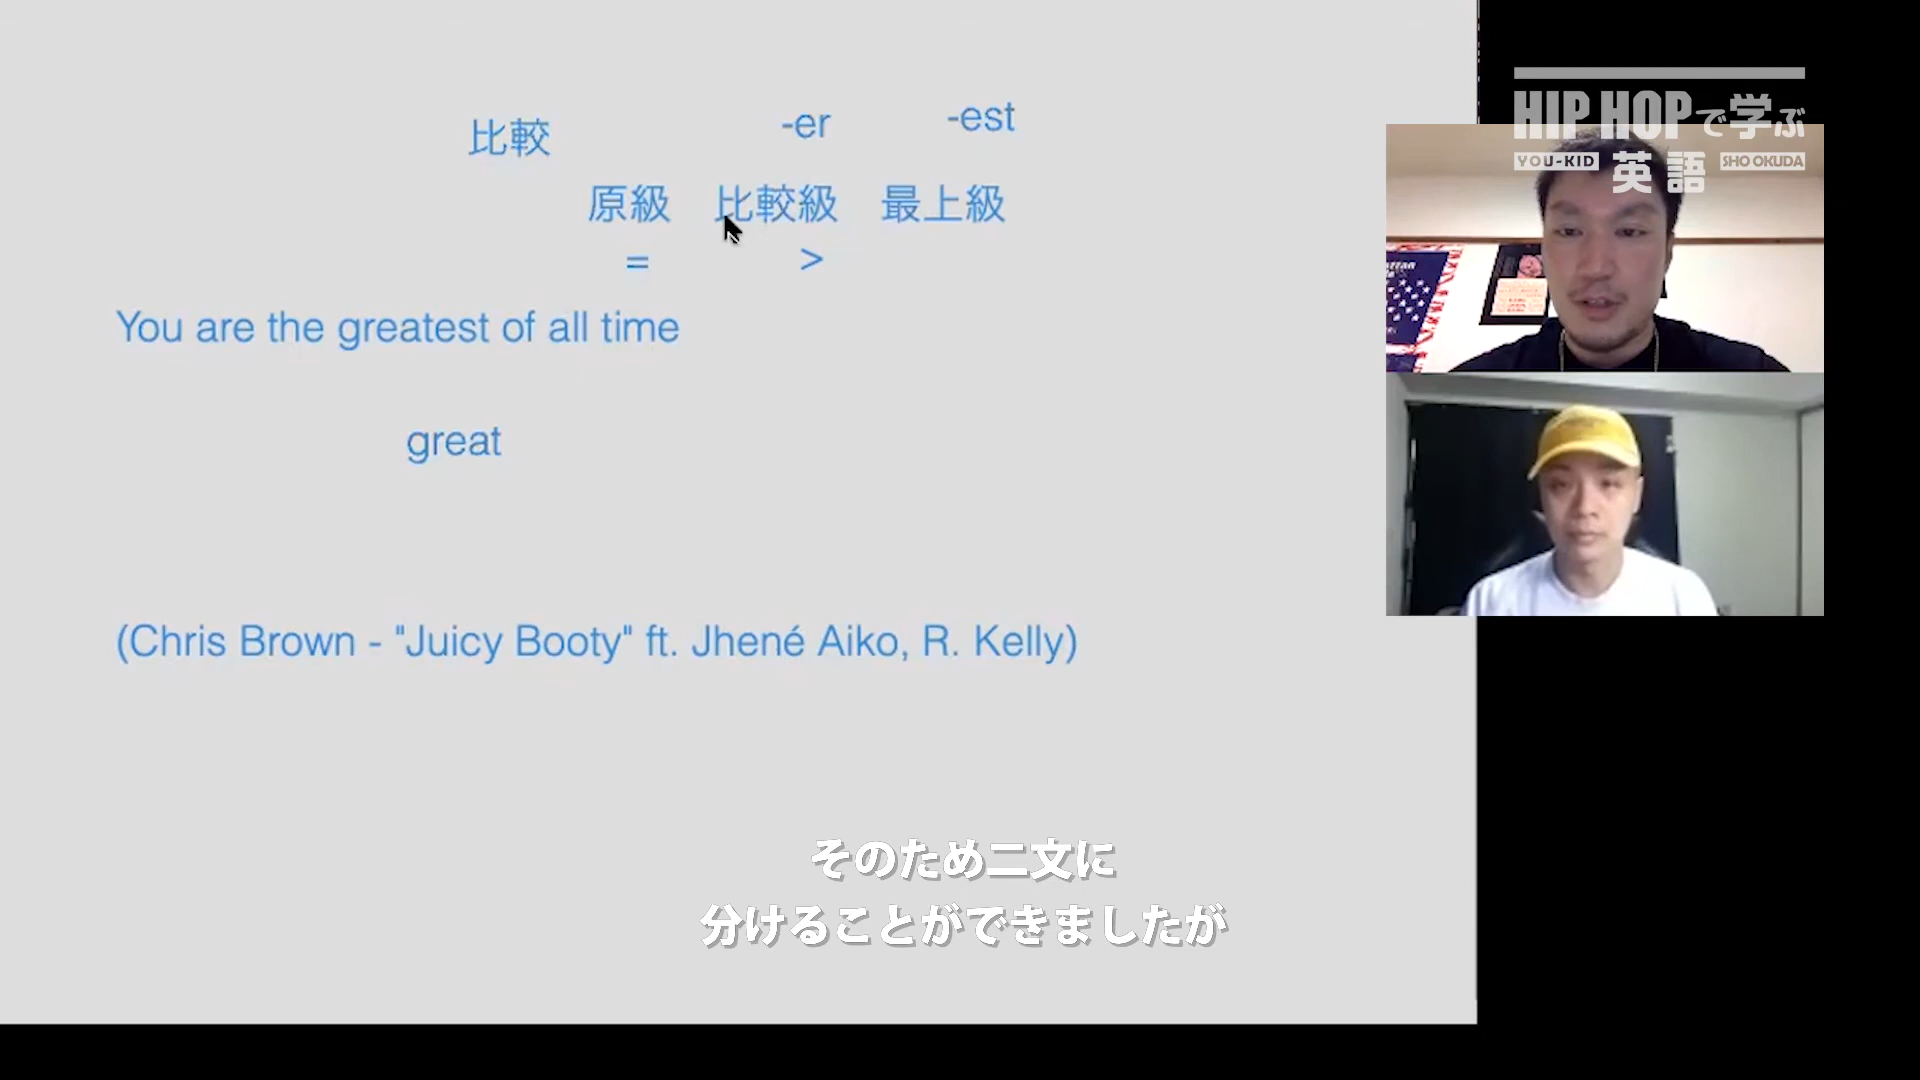 比較
-er
-est
原級
比較級
最上級
=
>
You are the greatest of all time
great
(Chris Brown - "Juicy Booty" ft. Jhené Aiko, R. Kelly)
HIP HOPで学ぶ
YOU-KID
英語
SHO OKUDA
そのため二文に
分けることができましたが